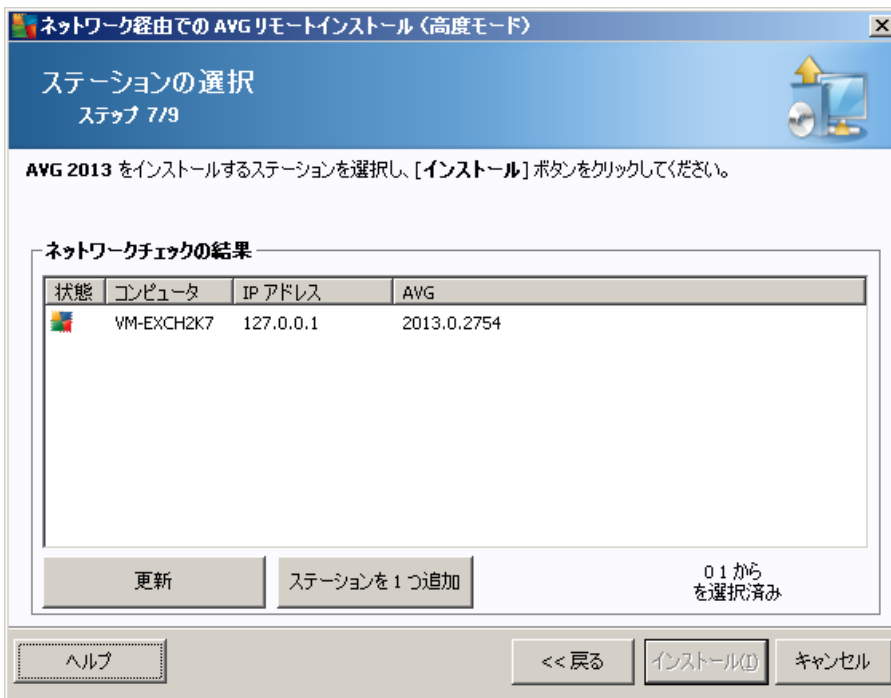 ネットワーク経由での AVG リモートインストール（高度モード）
ステーションの選択
ステップ 7/9
AVG 2013 をインストールするステーションを選択し、[インストール] ボタンをクリックしてください。
ネットワークチェックの結果
状態 コンピュータ IP アドレス AVG
VM-EXCH2K7 127.0.0.1 2013.0.2754
更新 ステーションを 1 つ追加 0 1 から
を選択済み
ヘルプ << 戻る インストール(I) キャンセル